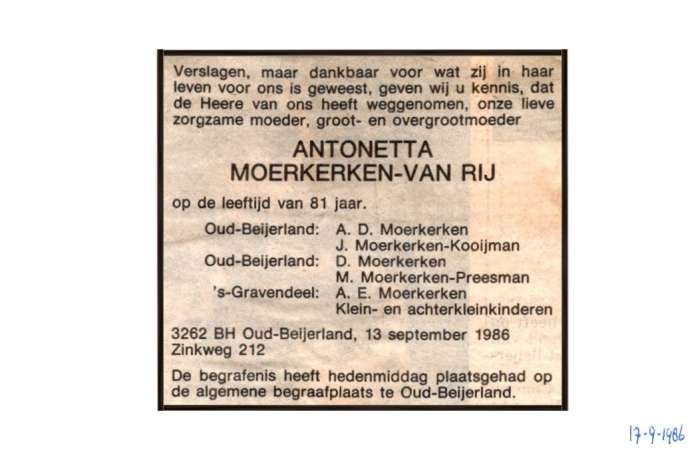 Verslagen, maar dankbaar voor wat zij in haar
leven voor ons is geweest, geven wij u kennis, dat
de Heere van ons heeft weggenomen, onze lieve
zorgzame moeder, groot- en overgrootmoeder
ANTONETTA
MOERKERKEN-VAN RIJ
op de leeftijd van 81 jaar.
Oud-Beijerland: A. D. Moerkerken
J. Moerkerken-Kooijman
Oud-Beijerland: D. Moerkerken
M. Moerkerken-Preesman
's-Gravendeel: A. E. Moerkerken
Klein- en achterkleinkinderen
3262 BH Oud-Beijerland, 13 september 1986
Zinkweg 212
De begrafenis heeft hedenmiddag plaatsgehad op
de algemene begraafplaats te Oud-Beijerland.
17-9-1986